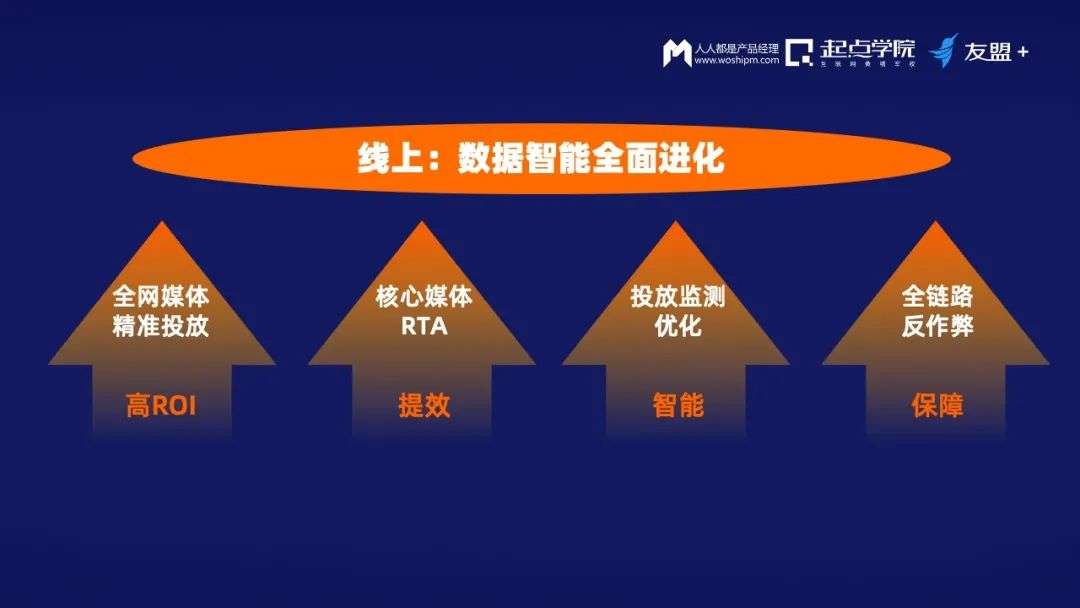 人人都是产品经理
www.woshipm.com
起点学院
互联网黄埔军校
友盟+
线上：数据智能全面进化
全网媒体
精准投放
高ROI
核心媒体
RTA
提效
投放监测
优化
智能
全链路
反作弊
保障